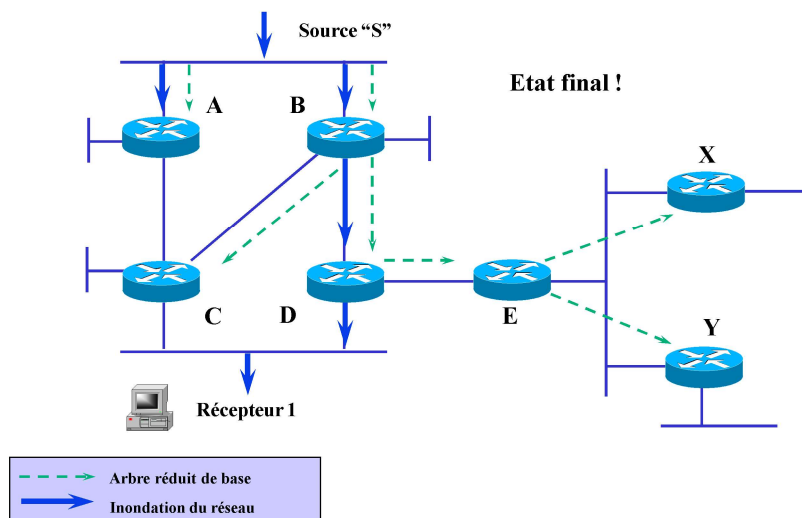 Source “S”
Etat final !
A
B
X
C
D
E
Y
Récepteur 1
Arbre réduit de base
Inondation du réseau